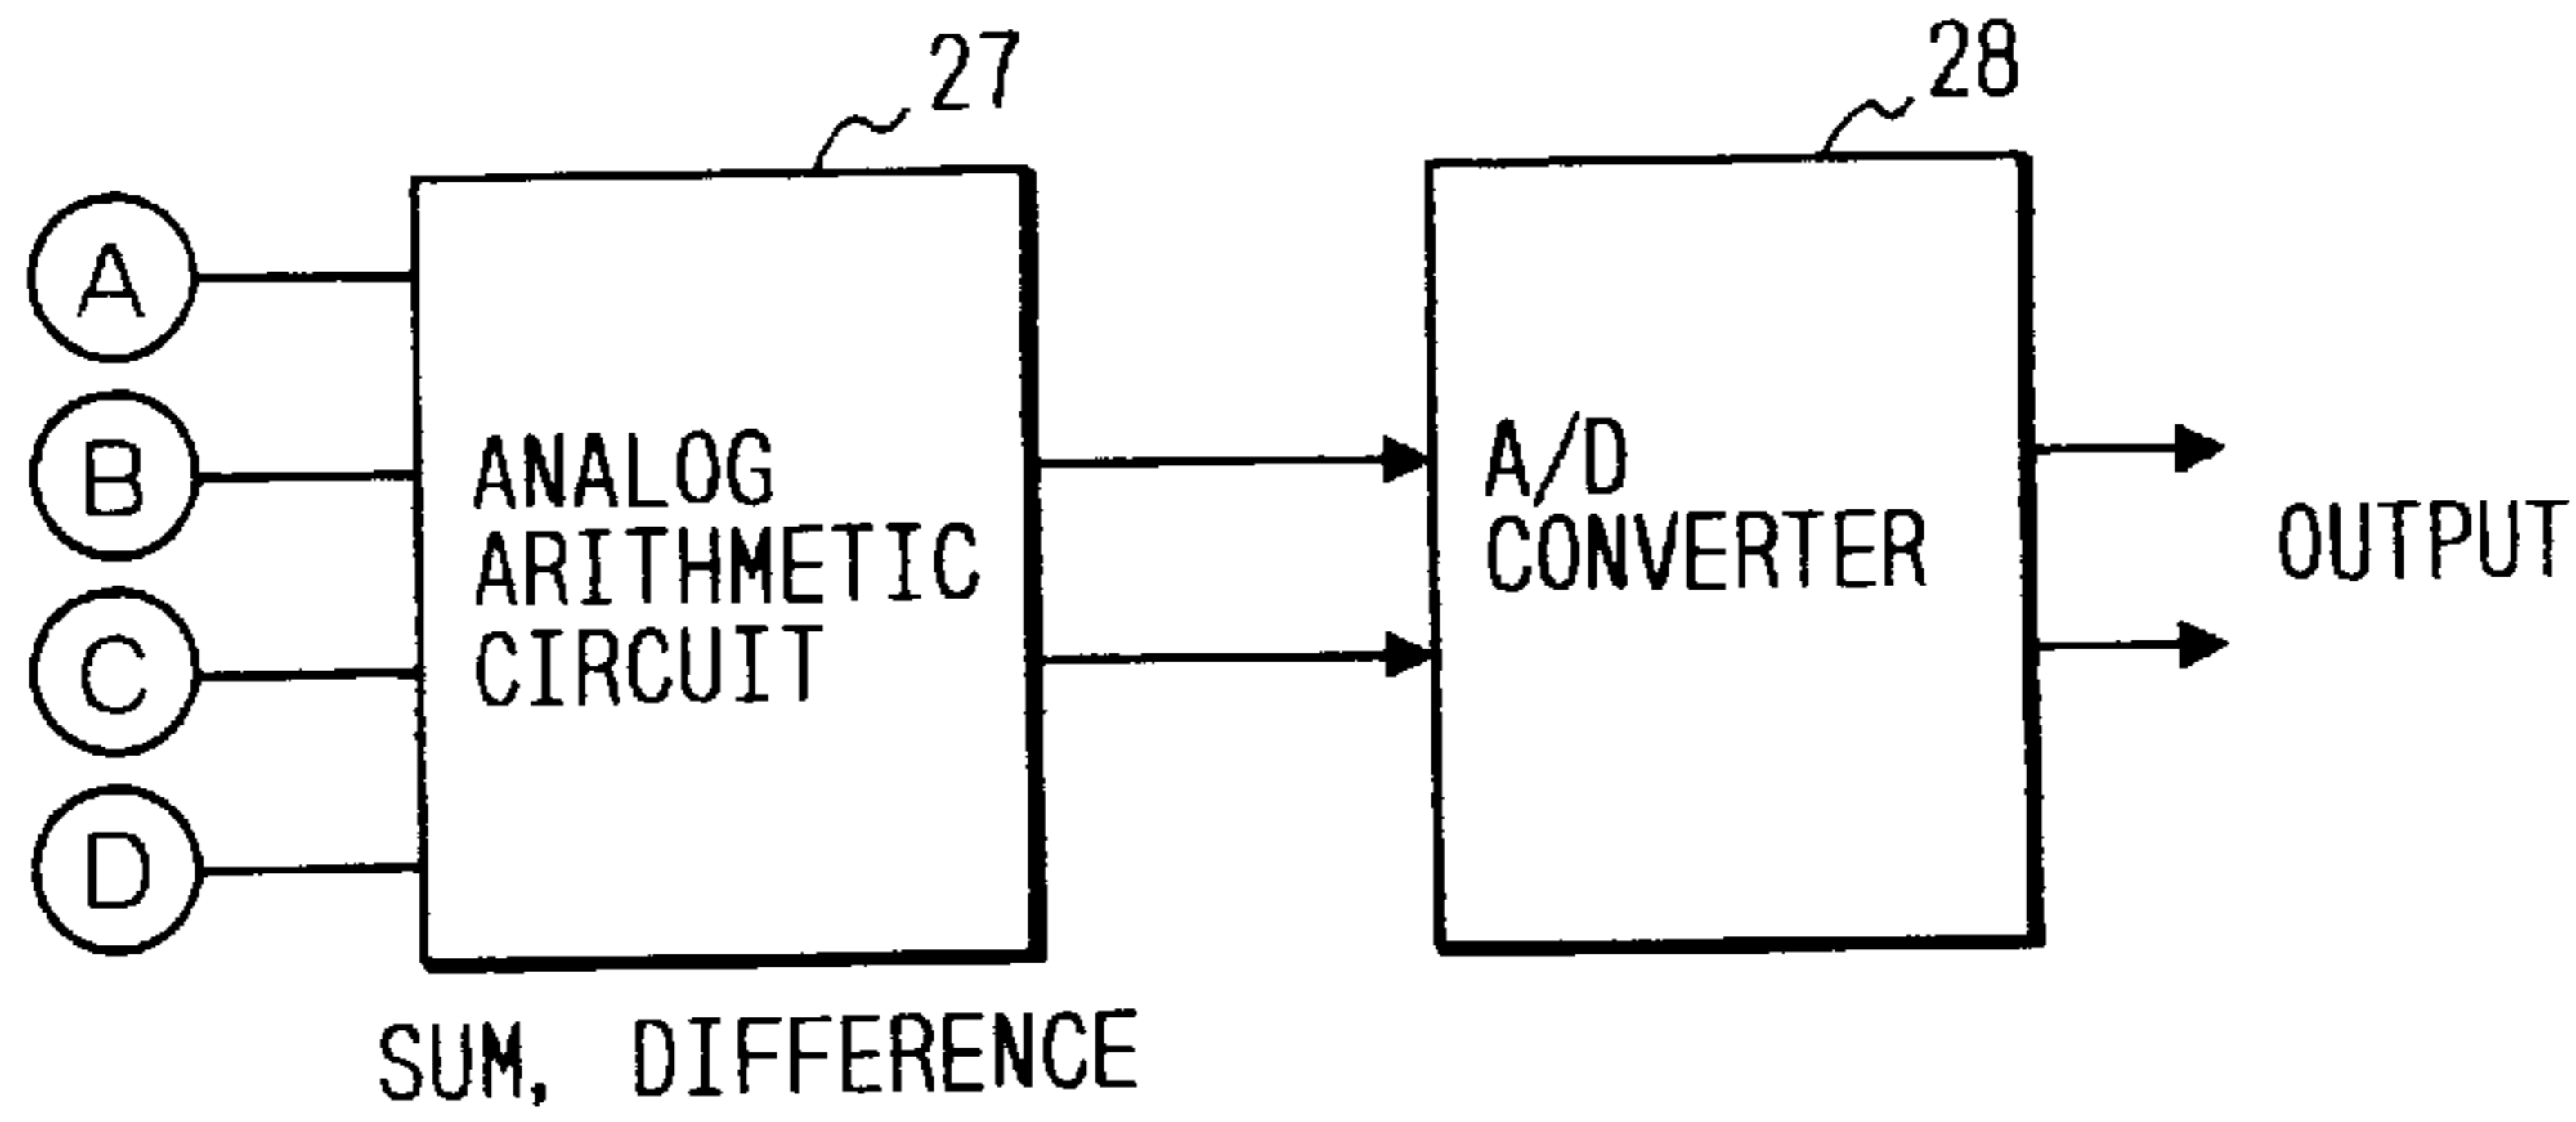 27
28
A
B
C
D
ANALOG
ARITHMETIC
CIRCUIT
A/D
CONVERTER
OUTPUT
SUM, DIFFERENCE